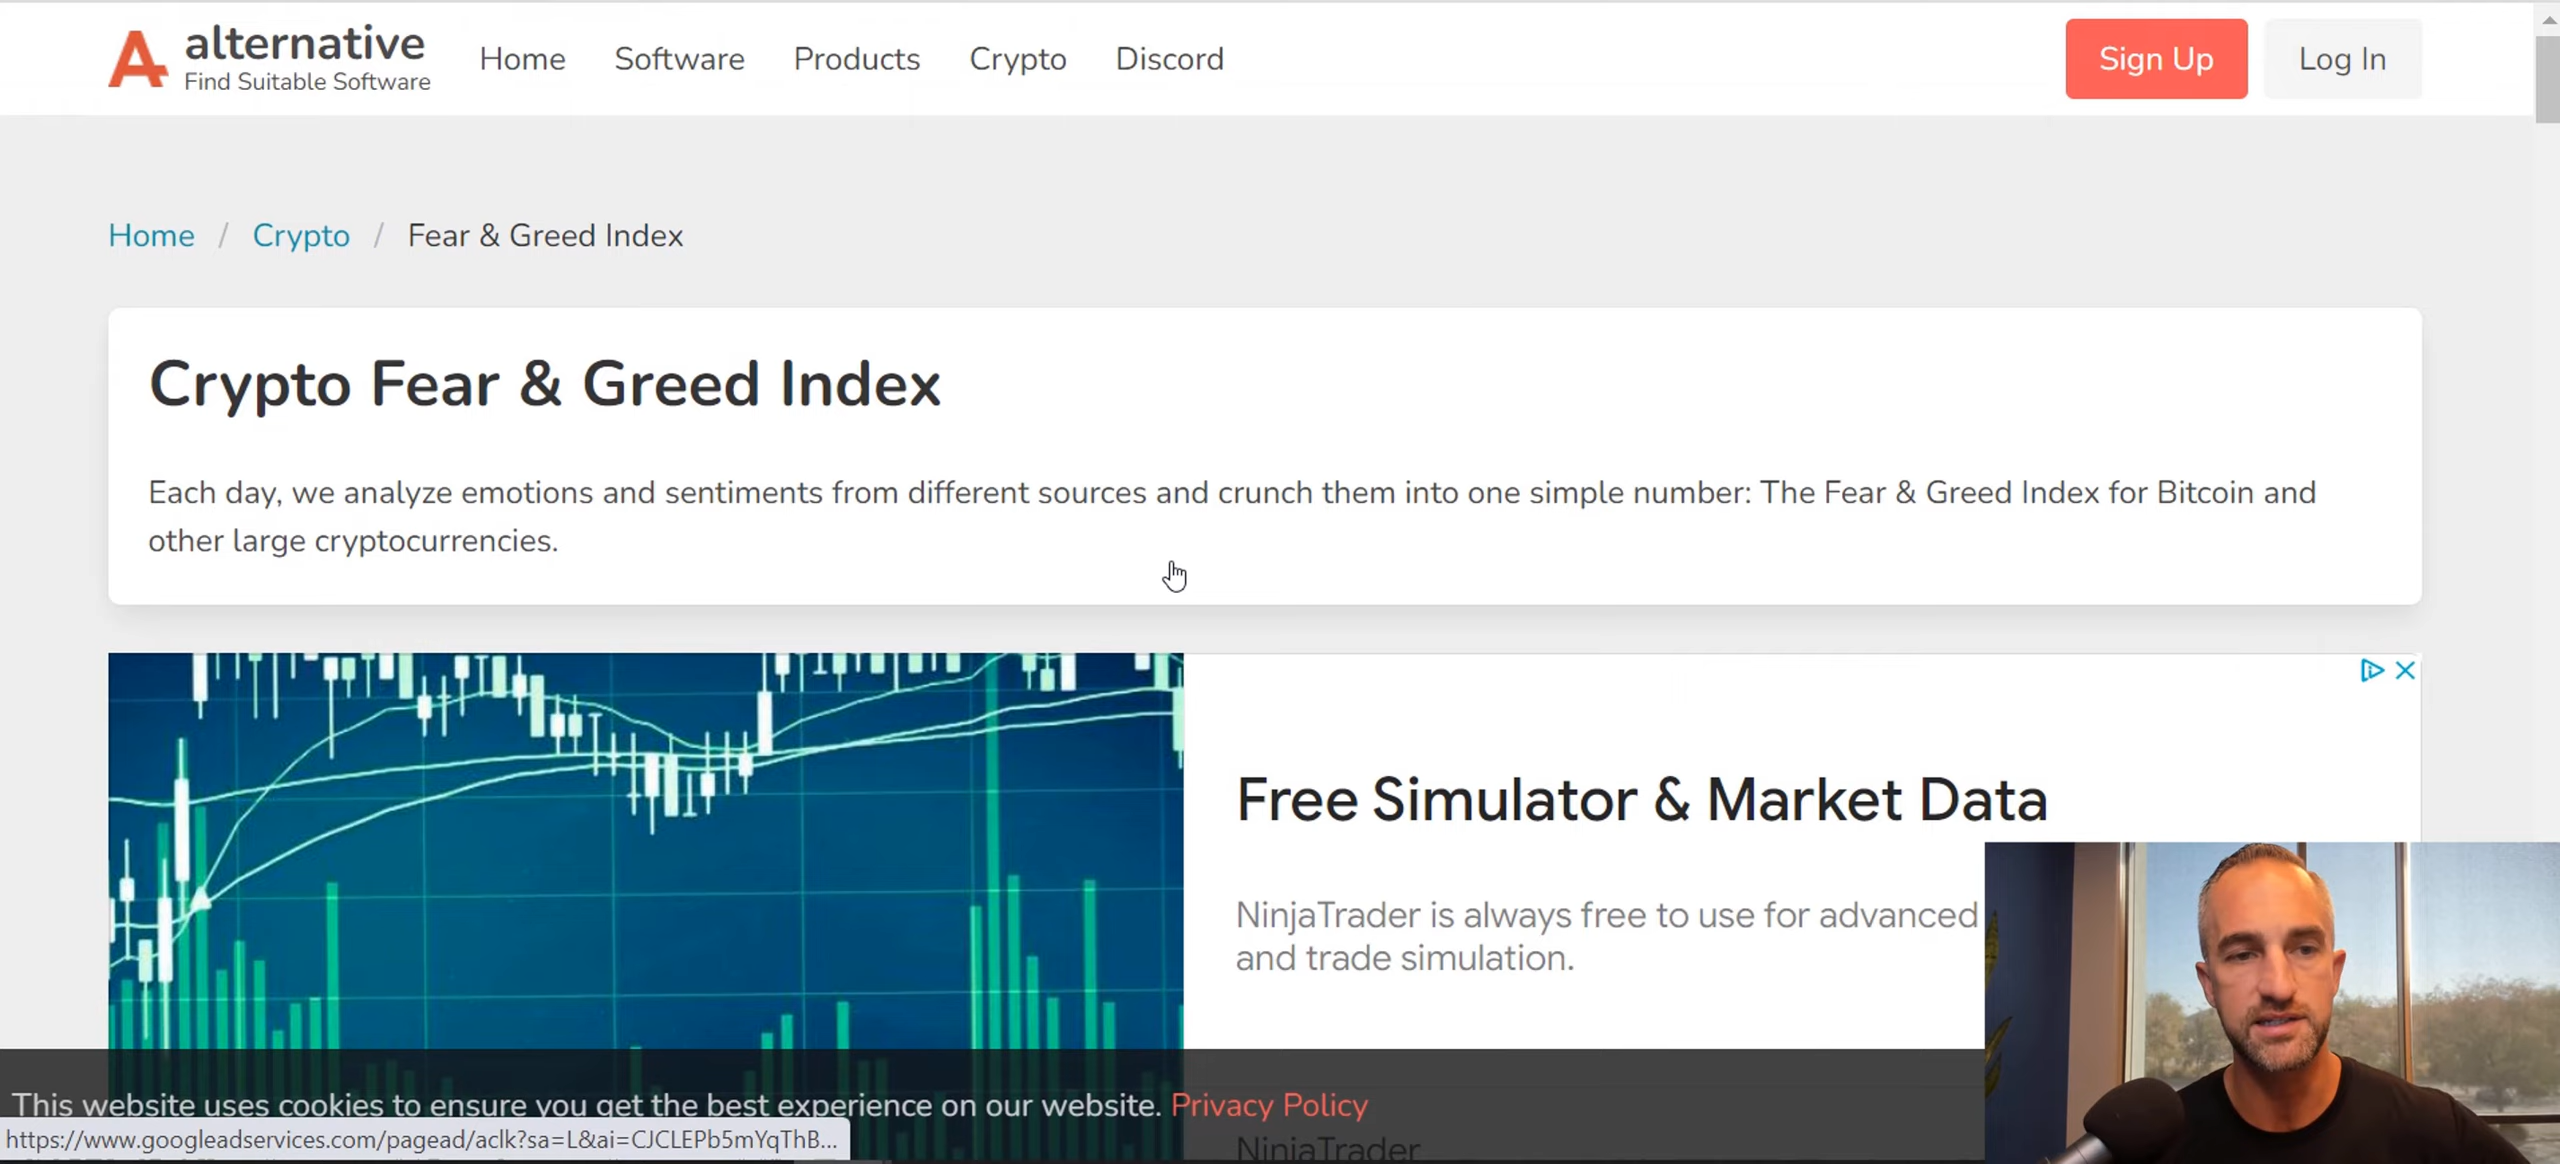 alternative
Find Suitable Software
Home Software Products Crypto Discord
Sign Up Log In
Home / Crypto / Fear & Greed Index
Crypto Fear & Greed Index
Each day, we analyze emotions and sentiments from different sources and crunch them into one simple number: The Fear & Greed Index for Bitcoin and
other large cryptocurrencies.
Free Simulator & Market Data
NinjaTrader is always free to use for advanced
and trade simulation.
This website uses cookies to ensure you get the best experience on our website. Privacy Policy
https://www.googleadservices.com/pagead/aclk?sa=L&ai=CJCLEPb5mYqThB...
NinjaTrader